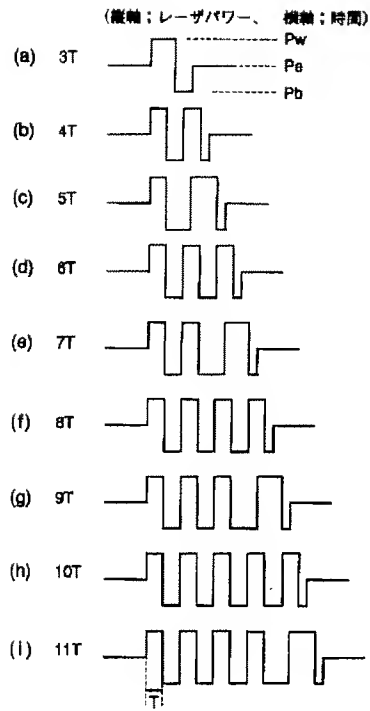 (縦軸；レーザパワー、 横軸；時間)
Pw
(a) 3T
Pe
Pb
(b) 4T
(c) 5T
(d) 6T
(e) 7T
(f) 8T
(g) 9T
(h) 10T
(i) 11T
T